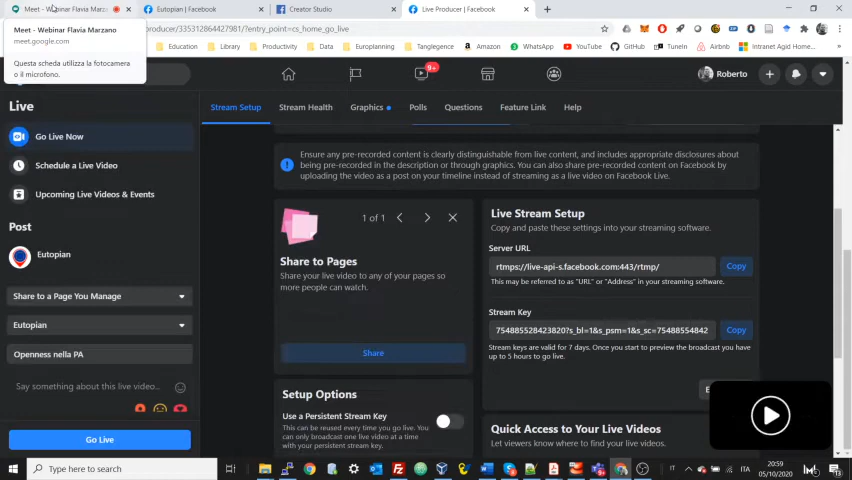 Meet - Webinar Flavia Marzano
Eutopian | Facebook
Creator Studio
Live Producer | Facebook
Meet - Webinar Flavia Marzano
meet.google.com
Questa scheda utilizza la fotocamera
o il microfono.
producer/3353128644279​81/?entry_point=cs_home_go_live
Education
Work
Data
Europlanning
Transport
Amazon
WhatsApp
YouTube
GitHub
TuneIn
Airbnb
Intranet Agid Homep...
9+
Roberto
Live
Go Live Now
Schedule a Live Video
Upcoming Live Videos & Events
Post
Eutopian
Share to a Page You Manage
Eutopian
Openness nella PA
Say something about this live video...
Go Live
Stream Setup
Stream Health
Graphics
Polls
Questions
Feature Link
Help
Ensure any pre-recorded content is clearly distinguishable from live content, and includes appropriate disclosures about
being pre-recorded in the description or through graphics. You can also share pre-recorded content on Facebook by
uploading the video as a post on your timeline instead of streaming as a live video on Facebook Live.
1 of 1
Share to Pages
Share your live video to any of your pages so
more people can watch.
Share
Setup Options
Use a Persistent Stream Key
This can be reused every time you go live. You
can only broadcast one live video at a time
with your persistent stream key.
Live Stream Setup
Copy and paste these settings into your streaming software.
Server URL
rtmps://live-api-s.facebook.com:443/rtmp/
Copy
This may be referred to as "URL" or "Address" in your streaming software.
Stream Key
754885528423820?s_bl=1&s_psm=1&s_sc=75488554842
Copy
Stream keys are valid for 7 days. Once you start to preview the broadcast you have
up to 5 hours to go live.
Quick Access to Your Live Videos
Let viewers know where to find your live videos.
Type here to search
IT
ITA
20:59
05/10/2020